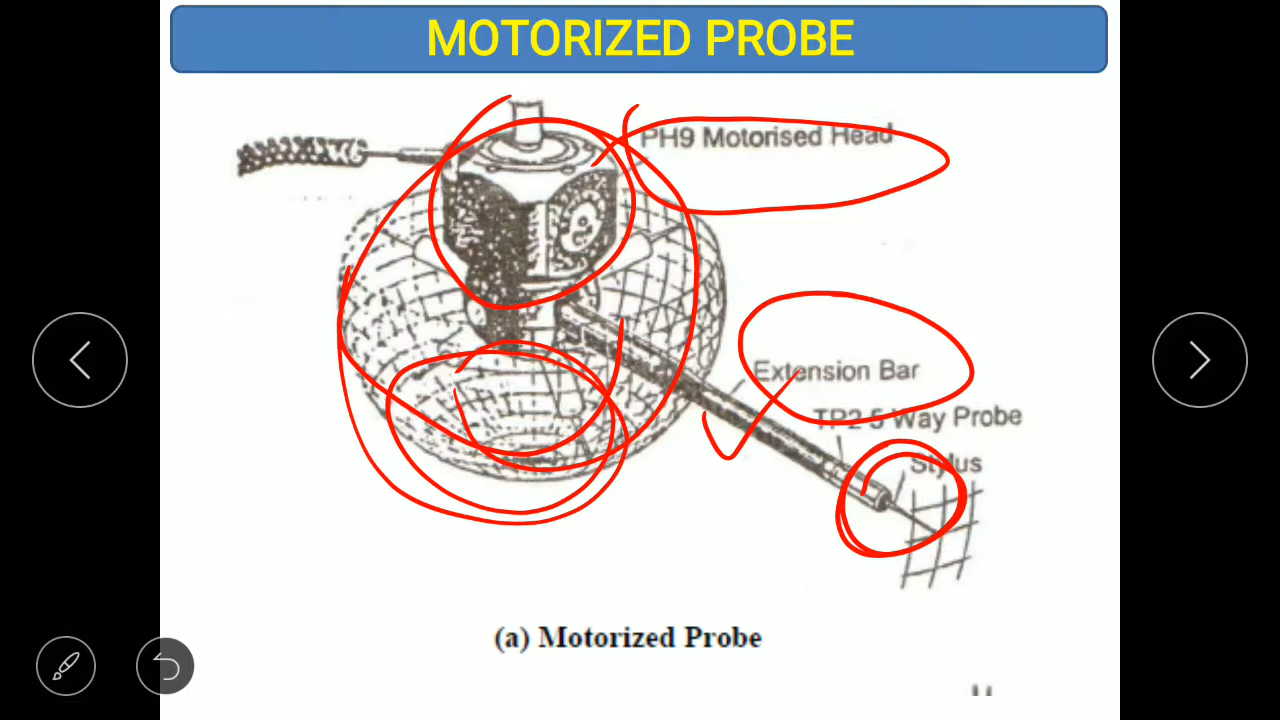 MOTORIZED PROBE
PH9 Motorised Head
Extension Bar
TP2 5 Way Probe
Stylus
(a) Motorized Probe